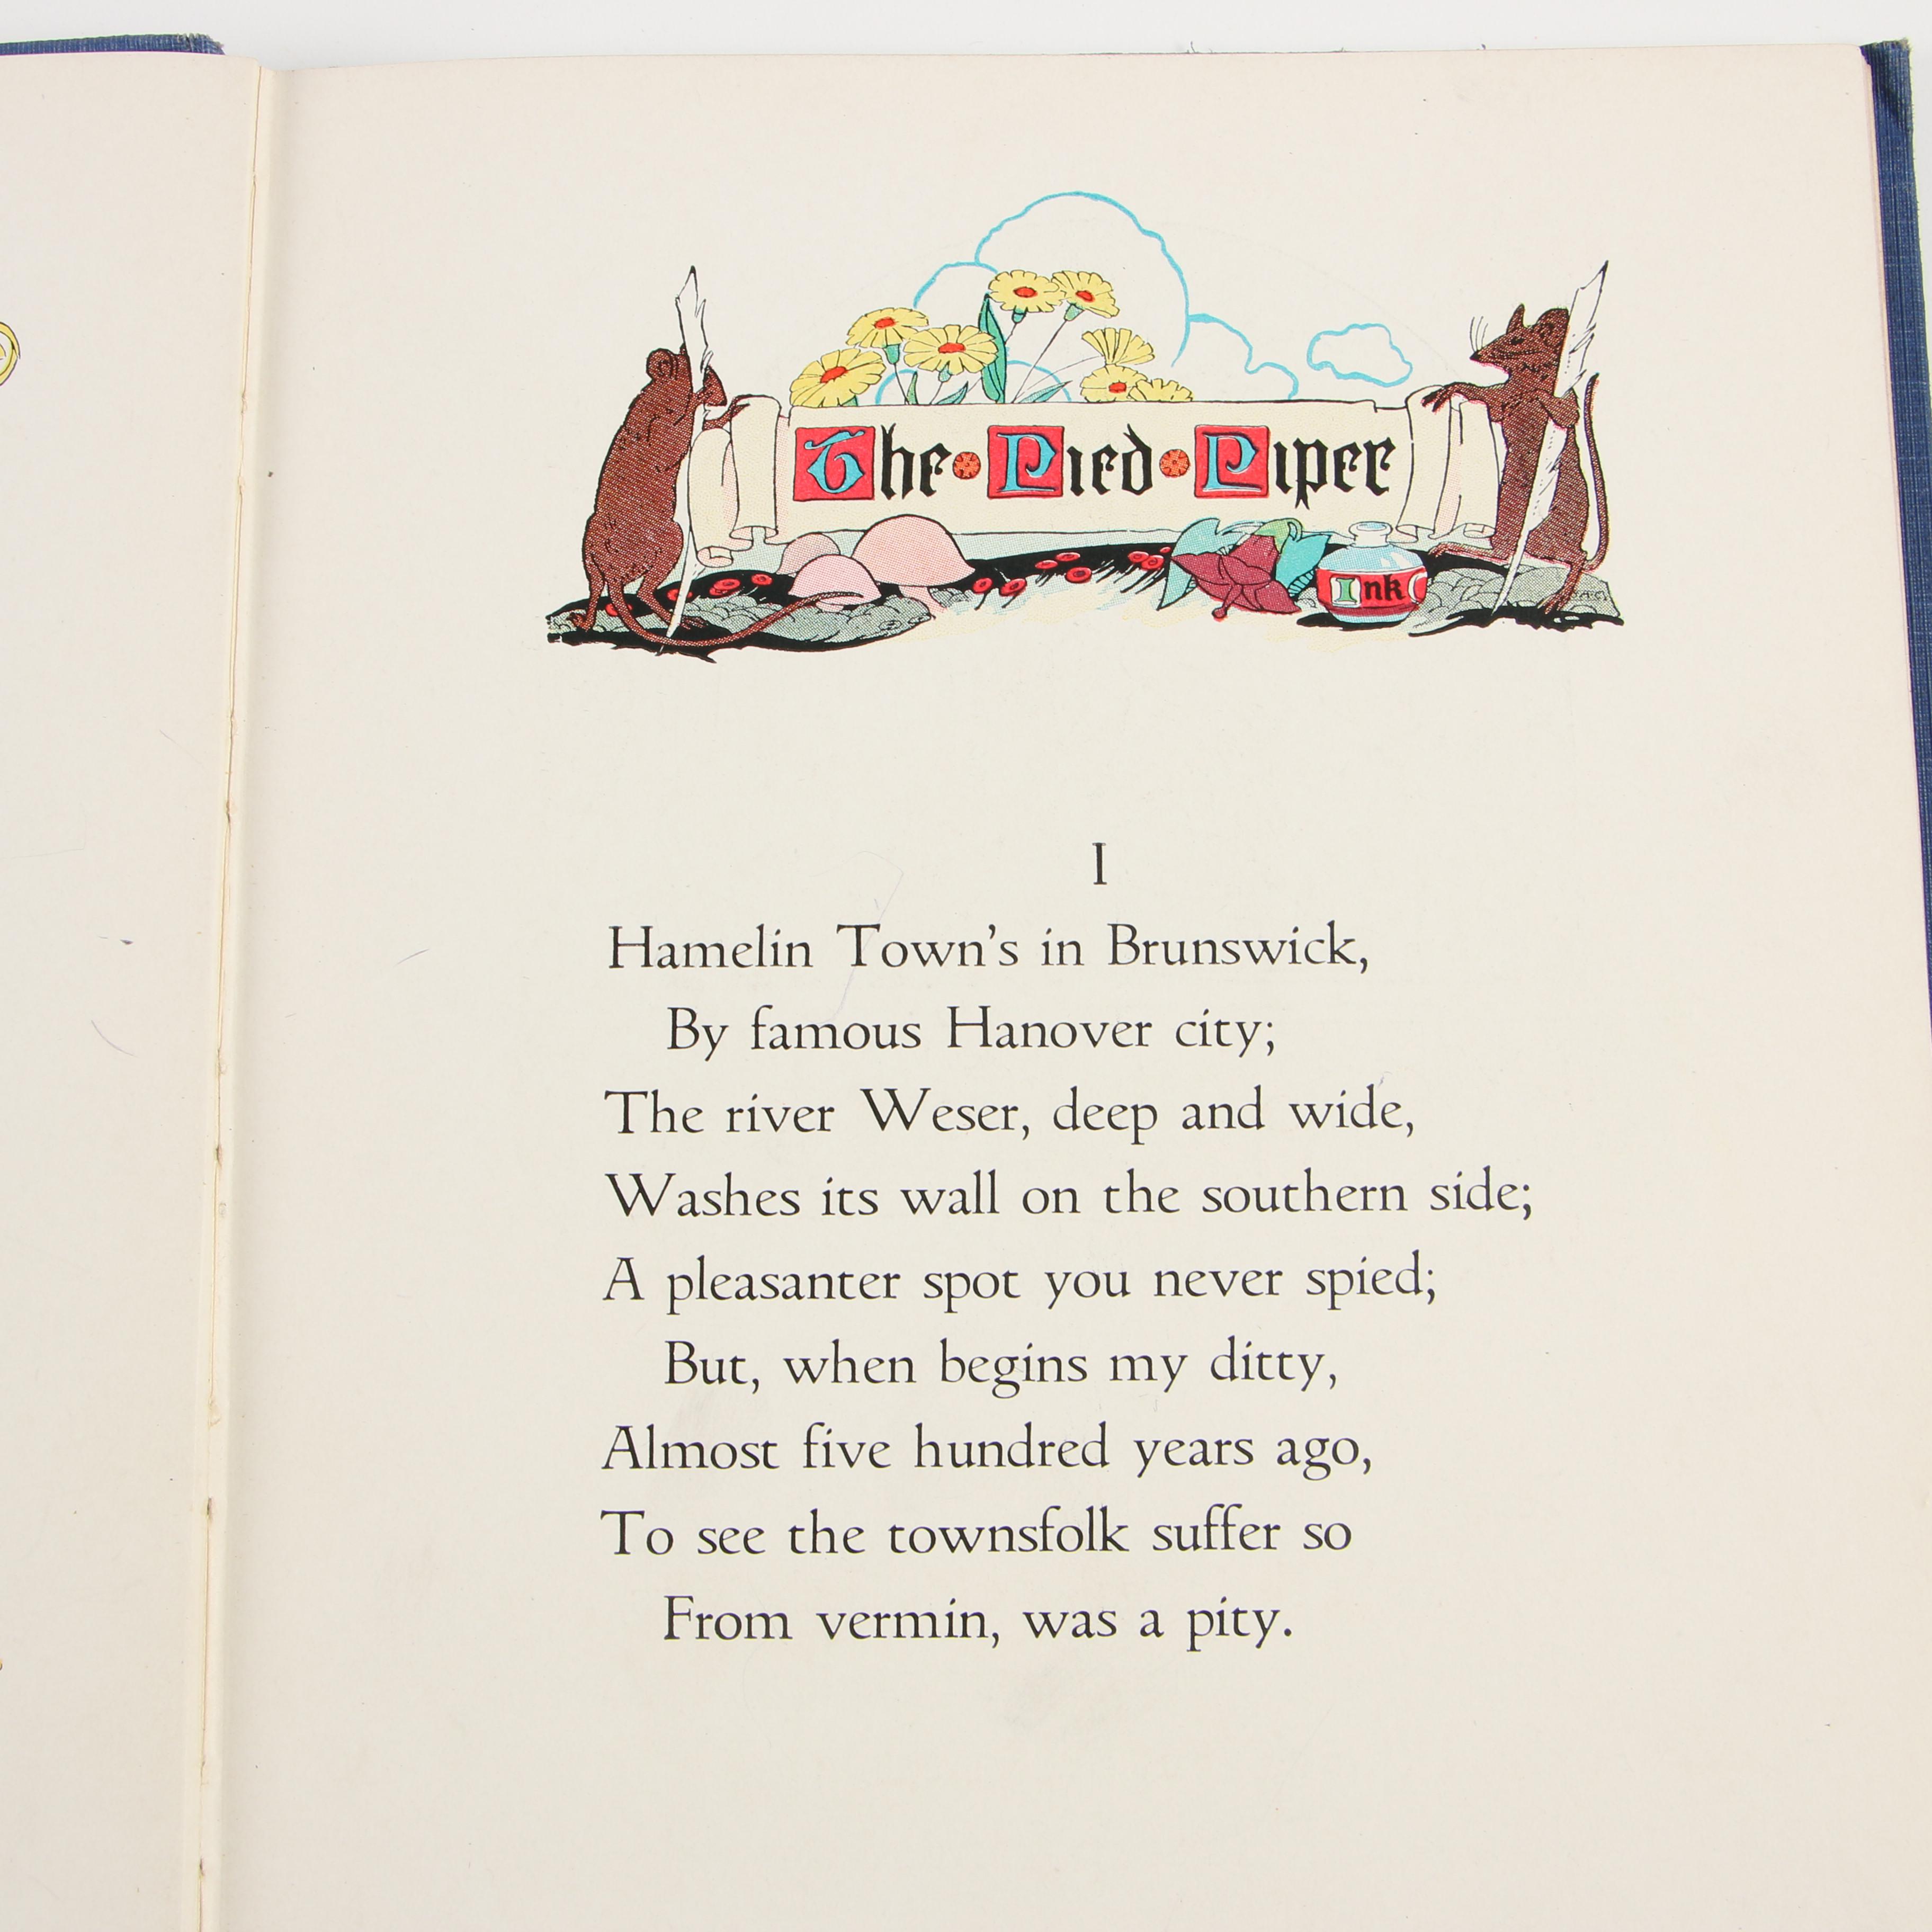 The Pied Piper
Ink
I
Hamelin Town's in Brunswick,
By famous Hanover city;
The river Weser, deep and wide,
Washes its wall on the southern side;
A pleasanter spot you never spied;
But, when begins my ditty,
Almost five hundred years ago,
To see the townsfolk suffer so
From vermin, was a pity.